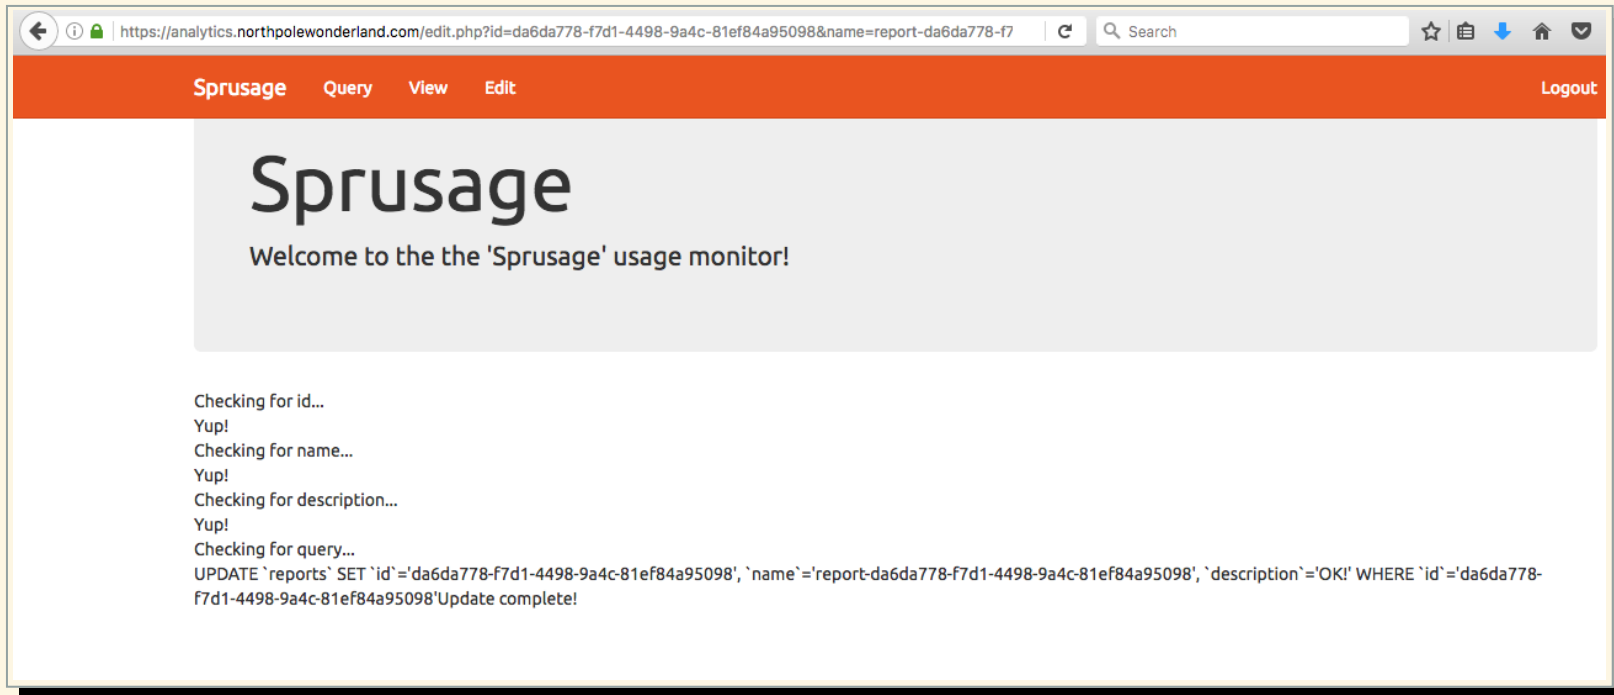 https://analytics.northpolewonderland.com/edit.php?id=da6da778-f7d1-4498-9a4c-81ef84a95098&name=report-da6da778-f7
Search
Sprusage Query View Edit Logout
Sprusage
Welcome to the the 'Sprusage' usage monitor!
Checking for id...
Yup!
Checking for name...
Yup!
Checking for description...
Yup!
Checking for query...
UPDATE `reports` SET `id`='da6da778-f7d1-4498-9a4c-81ef84a95098', `name`='report-da6da778-f7d1-4498-9a4c-81ef84a95098', `description`='OK!' WHERE `id`='da6da778-
f7d1-4498-9a4c-81ef84a95098'Update complete!